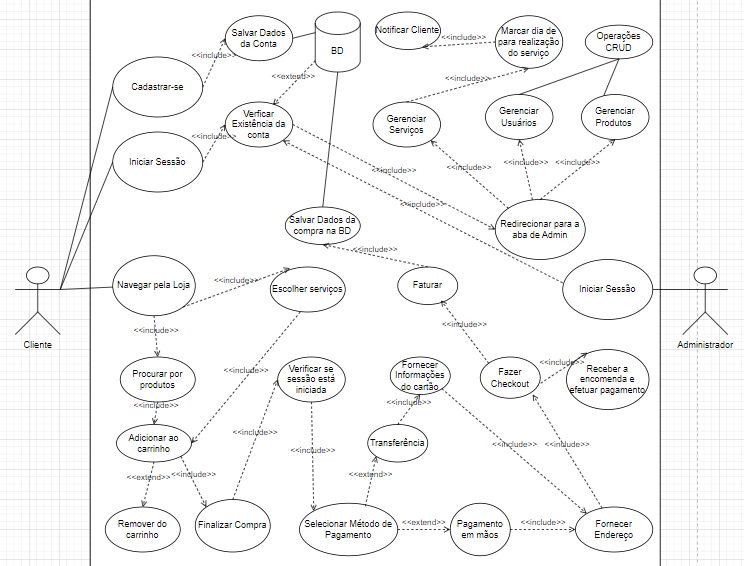 Salvar Dados
da Conta
<<include>>
BD
<<extend>>
Notificar Cliente
<<include>>
Marcar dia de
para realização
do serviço
Operações
CRUD
<<include>>
Cadastrar-se
Verficar
Existência da
conta
<<include>>
Gerenciar
Serviços
Gerenciar
Usuários
Gerenciar
Produtos
Iniciar Sessão
<<include>>
<<include>>
<<include>>
<<include>>
<<include>>
Salvar Dados da
compra na BD
Redirecionar para a
aba de Admin
<<include>>
Navegar pela Loja
<<include>>
Escolher serviços
Faturar
Iniciar Sessão
Cliente
Administrador
<<include>>
<<include>>
Procurar por
produtos
<<include>>
Verificar se
sessão está
iniciada
Fornecer
Informações
do cartão
Fazer
Checkout
<<include>>
Receber a
encomenda e
efetuar pagamento
<<include>>
<<include>>
Adicionar ao
carrinho
Transferência
<<include>>
<<include>>
<<include>>
<<extend>>
<<include>>
<<extend>>
Remover do
carrinho
Finalizar Compra
Selecionar Método de
Pagamento
<<extend>>
Pagamento
em mãos
<<include>>
Fornecer
Endereço